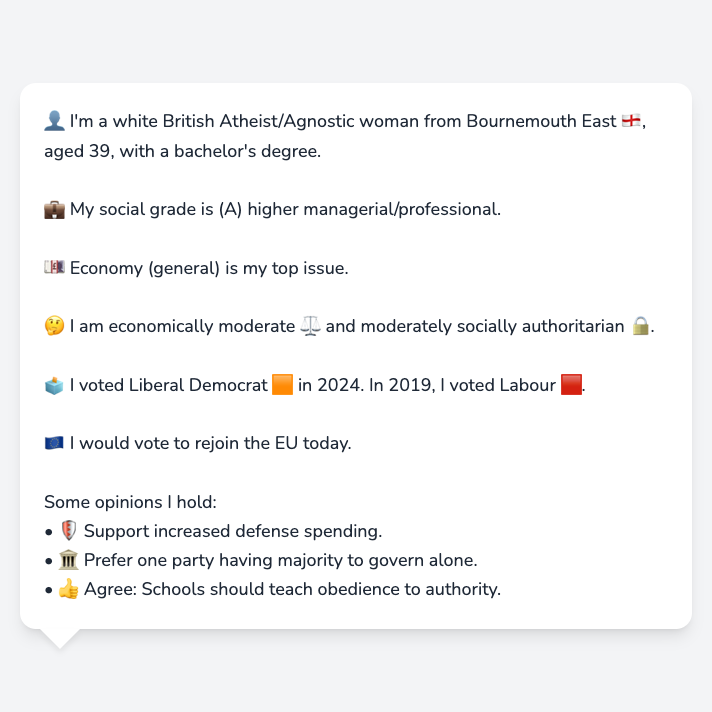 👤 I'm a white British Atheist/Agnostic woman from Bournemouth East 🏴󠁧󠁢󠁥󠁮󠁧󠁿,
aged 39, with a bachelor's degree.
💼 My social grade is (A) higher managerial/professional.
💷 Economy (general) is my top issue.
🤔 I am economically moderate ⚖️ and moderately socially authoritarian 🔒.
🗳️ I voted Liberal Democrat 🟧 in 2024. In 2019, I voted Labour 🟥.
🇪🇺 I would vote to rejoin the EU today.
Some opinions I hold:
• 🛡️ Support increased defense spending.
• 🏛️ Prefer one party having majority to govern alone.
• 👍 Agree: Schools should teach obedience to authority.